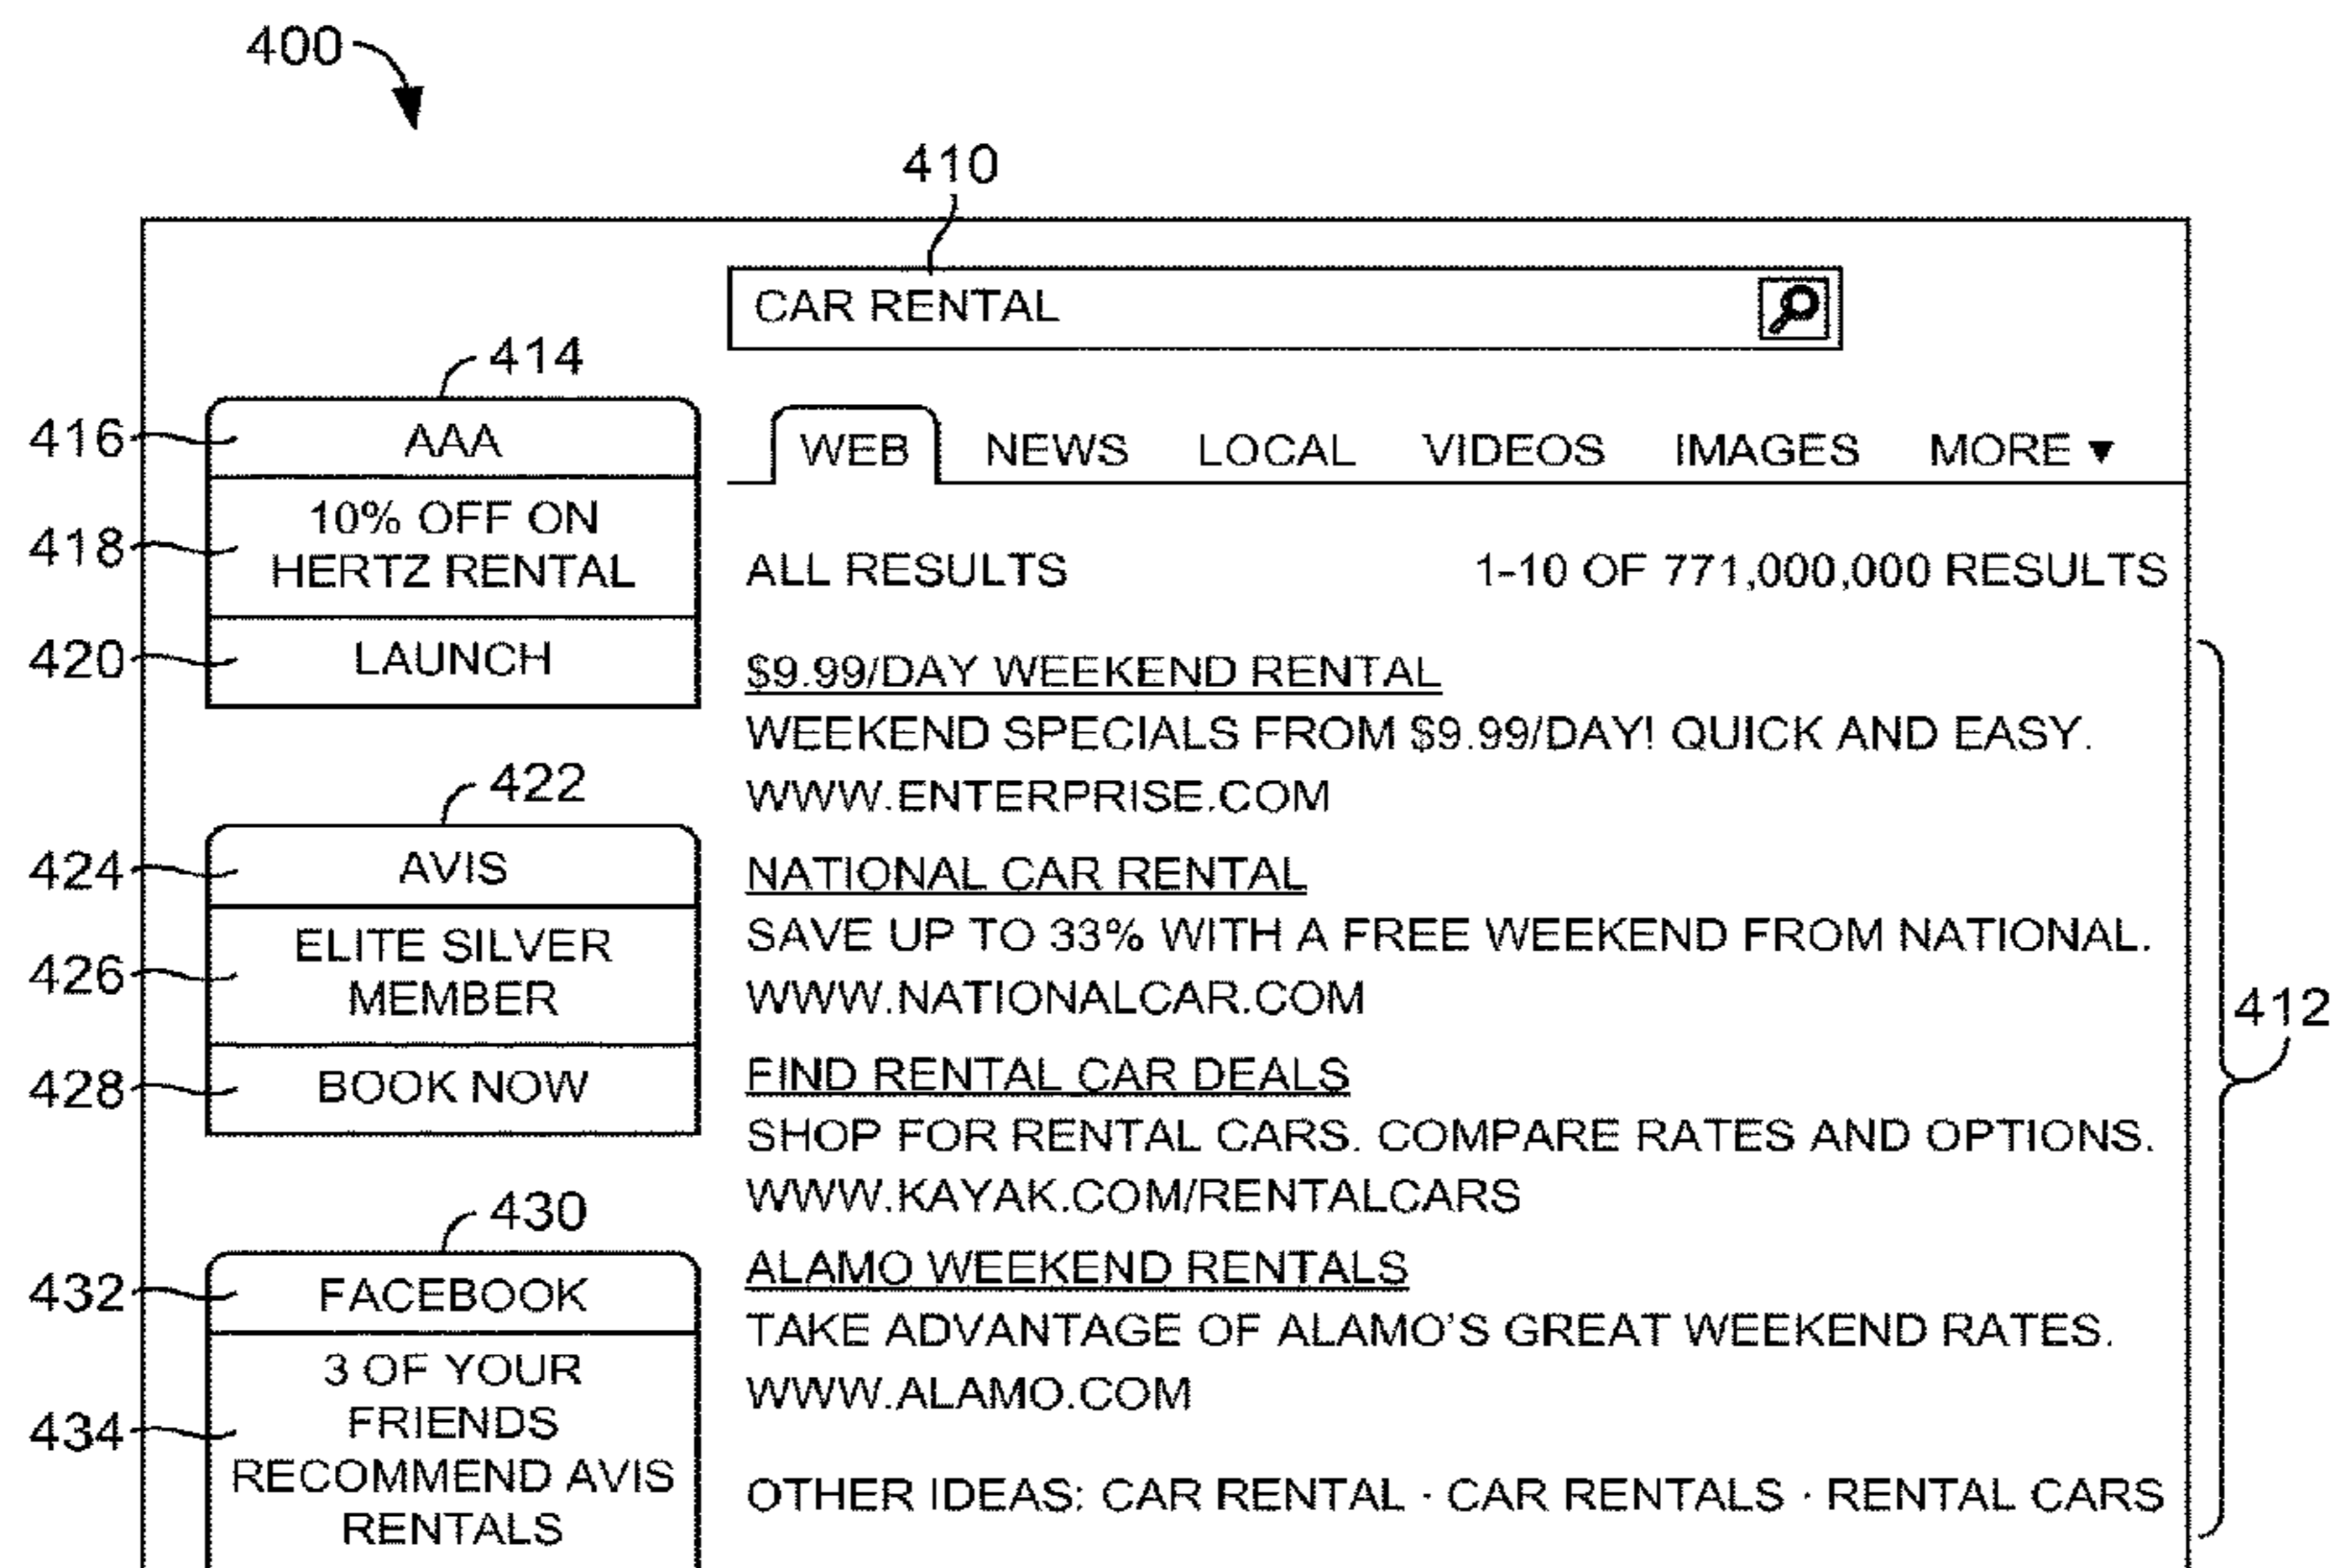 400
410
CAR RENTAL
414
416
AAA
418
10% OFF ON
HERTZ RENTAL
420
LAUNCH
422
424
AVIS
426
ELITE SILVER
MEMBER
428
BOOK NOW
430
432
FACEBOOK
434
3 OF YOUR
FRIENDS
RECOMMEND AVIS
RENTALS
WEB NEWS LOCAL VIDEOS IMAGES MORE ▼
ALL RESULTS 1-10 OF 771,000,000 RESULTS
$9.99/DAY WEEKEND RENTAL
WEEKEND SPECIALS FROM $9.99/DAY! QUICK AND EASY.
WWW.ENTERPRISE.COM
NATIONAL CAR RENTAL
SAVE UP TO 33% WITH A FREE WEEKEND FROM NATIONAL.
WWW.NATIONALCAR.COM
FIND RENTAL CAR DEALS
SHOP FOR RENTAL CARS. COMPARE RATES AND OPTIONS.
WWW.KAYAK.COM/RENTALCARS
ALAMO WEEKEND RENTALS
TAKE ADVANTAGE OF ALAMO'S GREAT WEEKEND RATES.
WWW.ALAMO.COM
OTHER IDEAS: CAR RENTAL · CAR RENTALS · RENTAL CARS
412